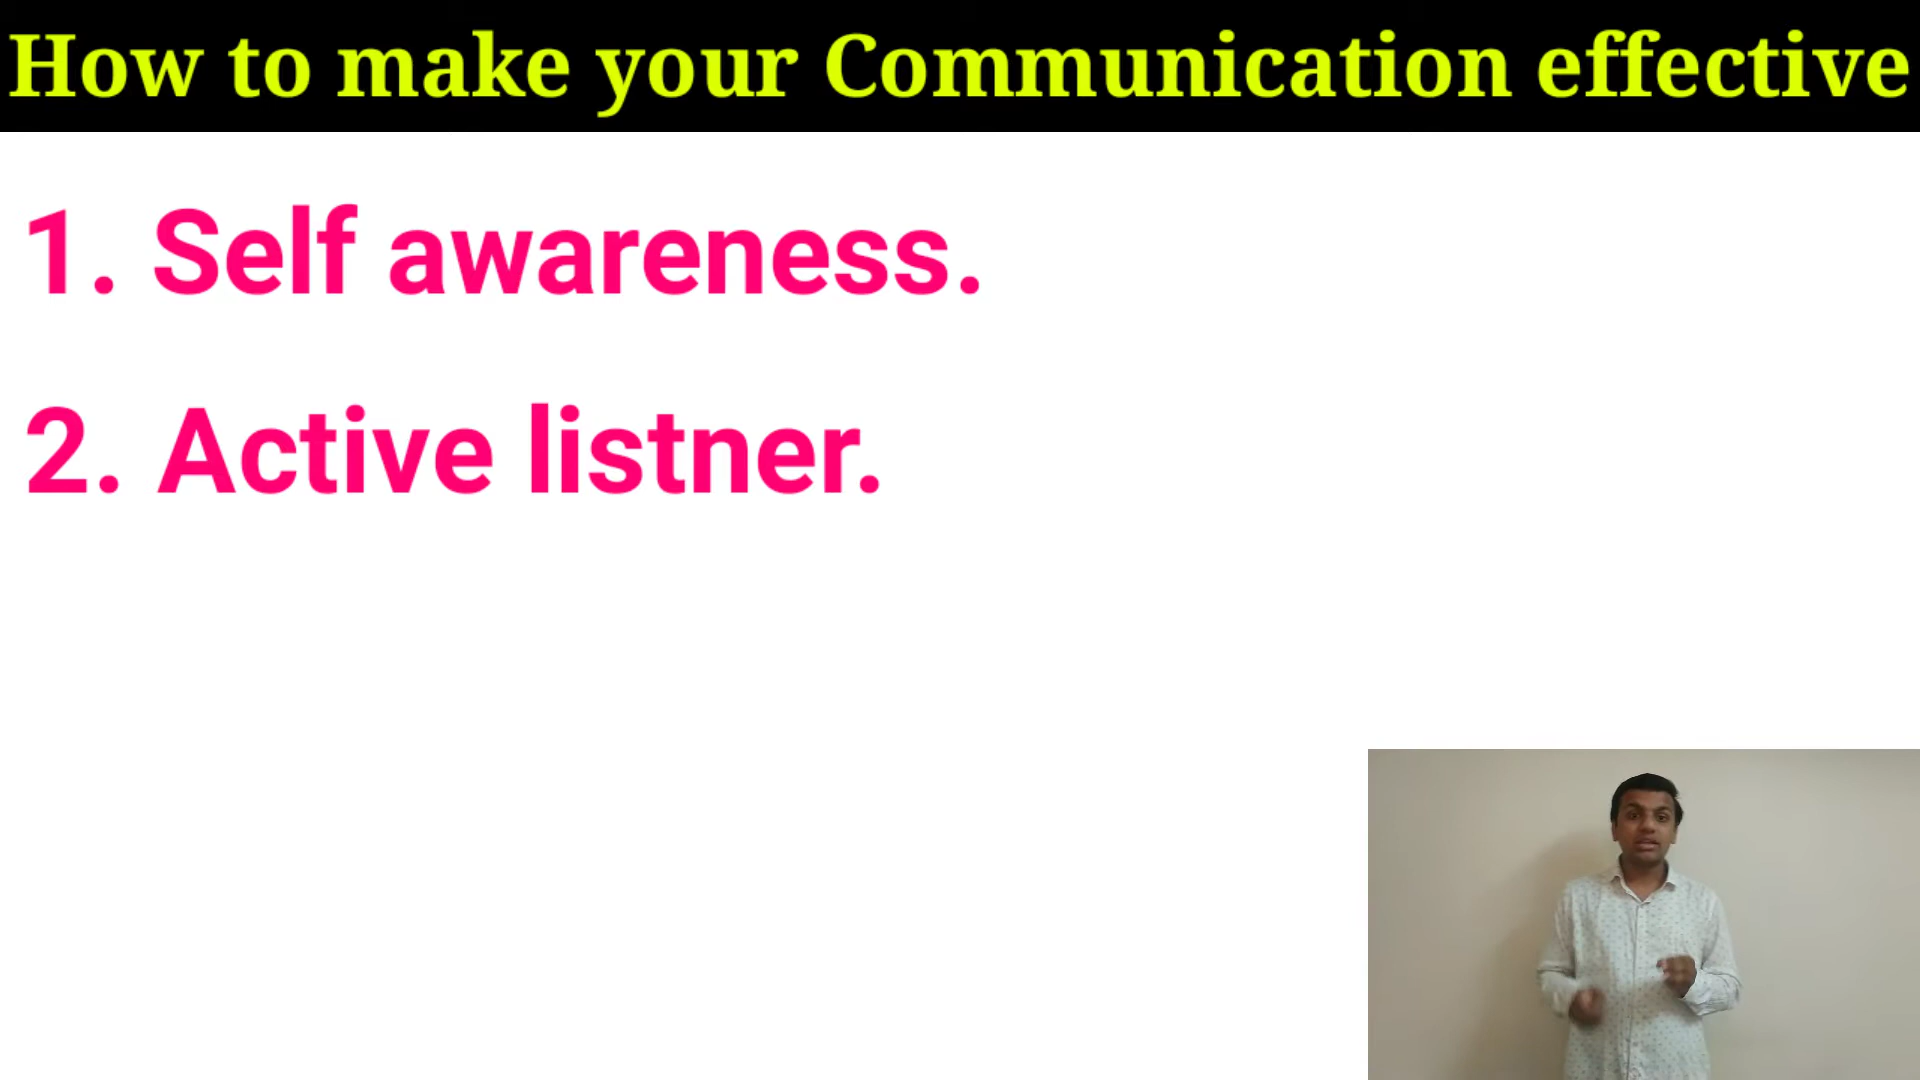 How to make your Communication effective
1. Self awareness.
2. Active listner.